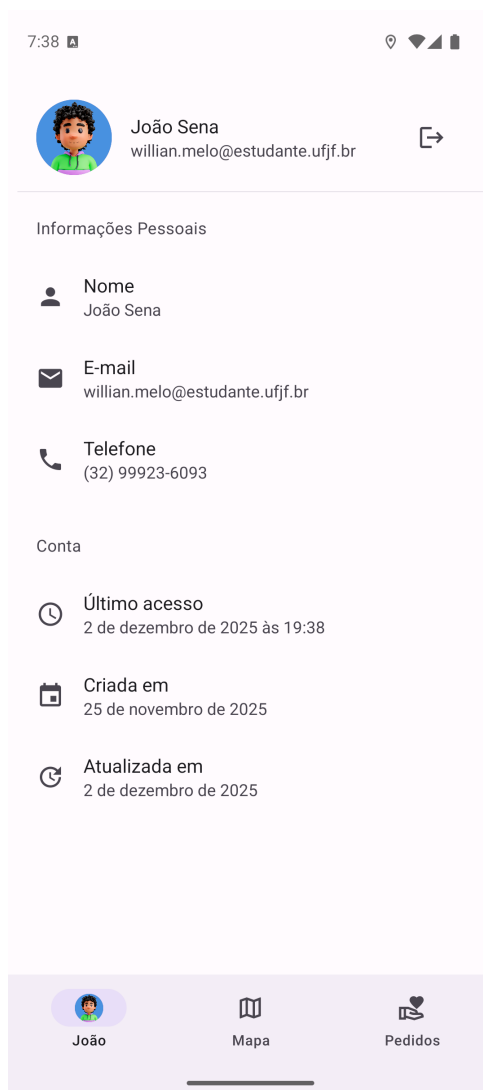 7:38
João Sena
willian.melo@estudante.ufjf.br
Informações Pessoais
Nome
João Sena
E-mail
willian.melo@estudante.ufjf.br
Telefone
(32) 99923-6093
Conta
Último acesso
2 de dezembro de 2025 às 19:38
Criada em
25 de novembro de 2025
Atualizada em
2 de dezembro de 2025
João
Mapa
Pedidos